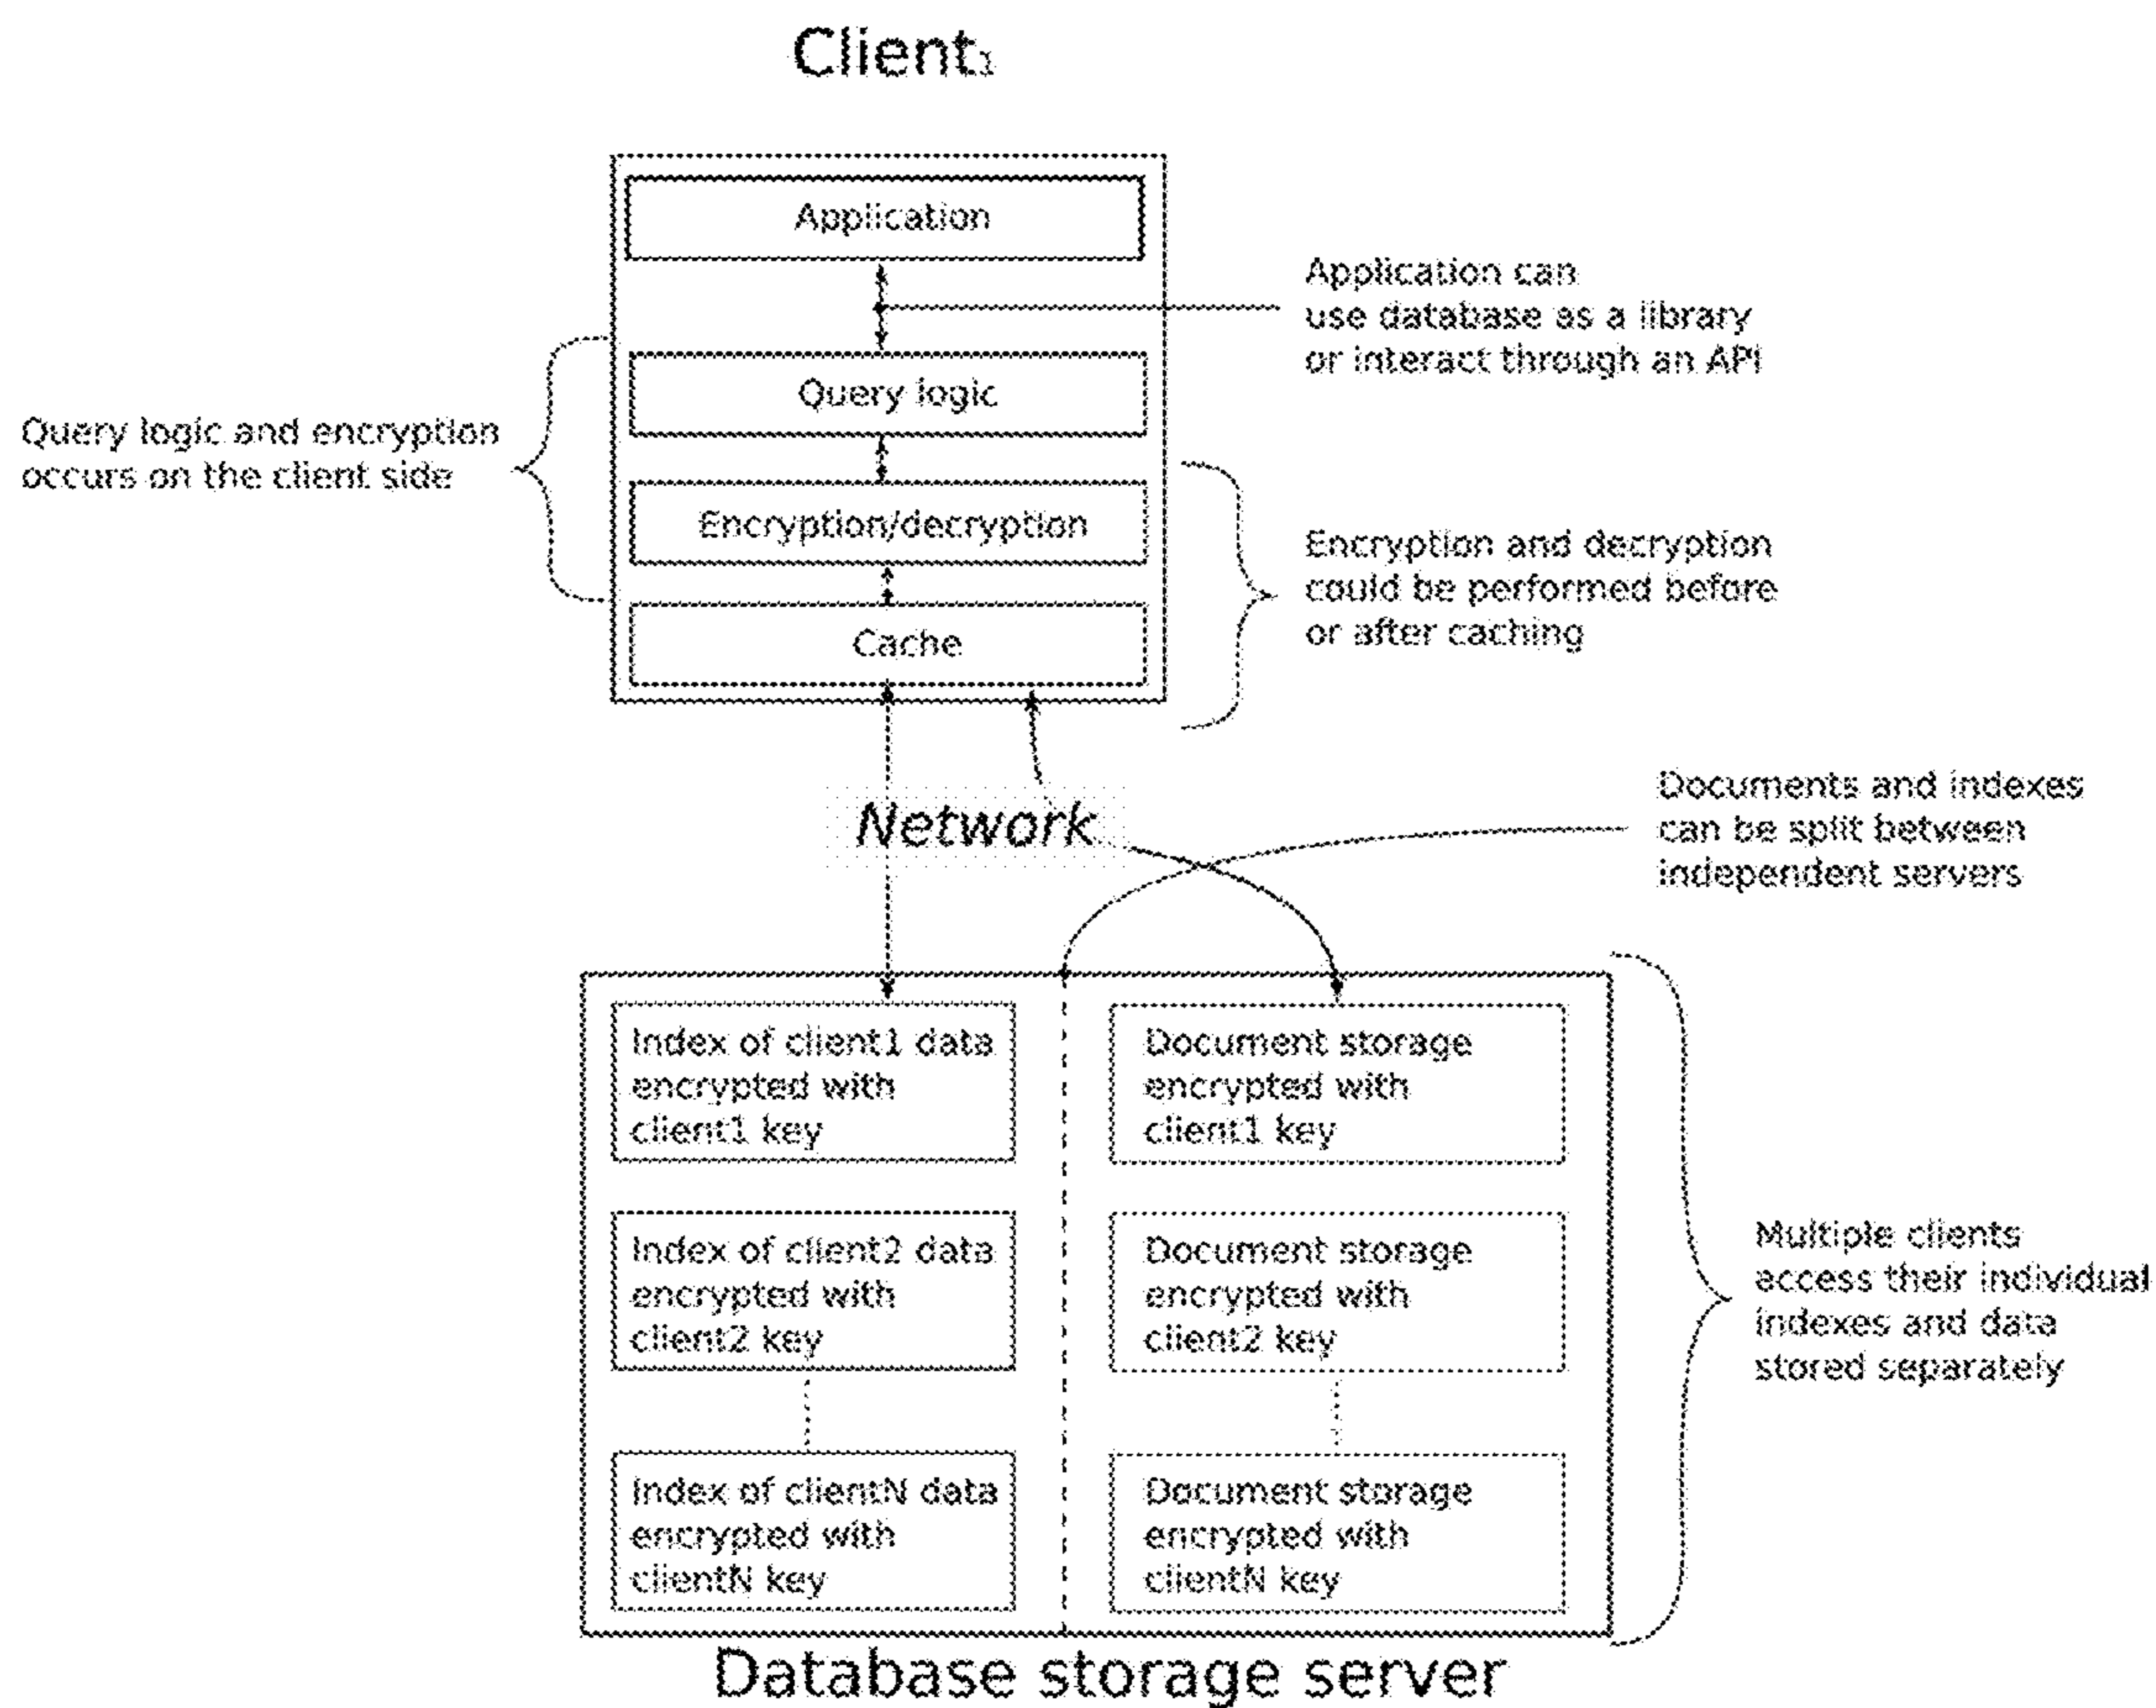 Client1
Application
Application can
use database as a library
or interact through an API
Query logic
Query logic and encryption
occurs on the client side
Encryption/decryption
Encryption and decryption
could be performed before
or after caching
Cache
Network
Documents and indexes
can be split between
independent servers
Index of client1 data
encrypted with
client1 key
Document storage
encrypted with
client1 key
Index of client2 data
encrypted with
client2 key
Document storage
encrypted with
client2 key
Multiple clients
access their individual
indexes and data
stored separately
Index of clientN data
encrypted with
clientN key
Document storage
encrypted with
clientN key
Database storage server